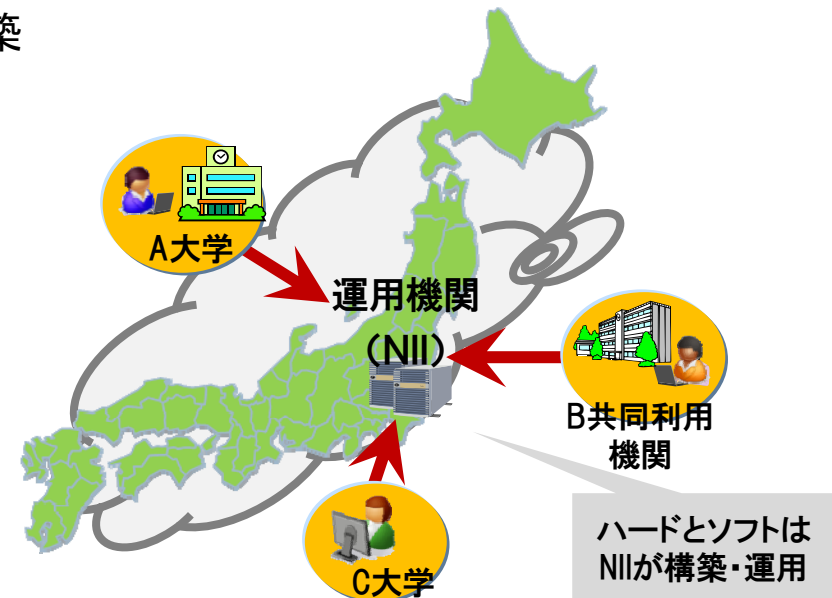 築
A大学
運用機関
（NII）
B共同利用
機関
C大学
ハードとソフトは
NIIが構築・運用